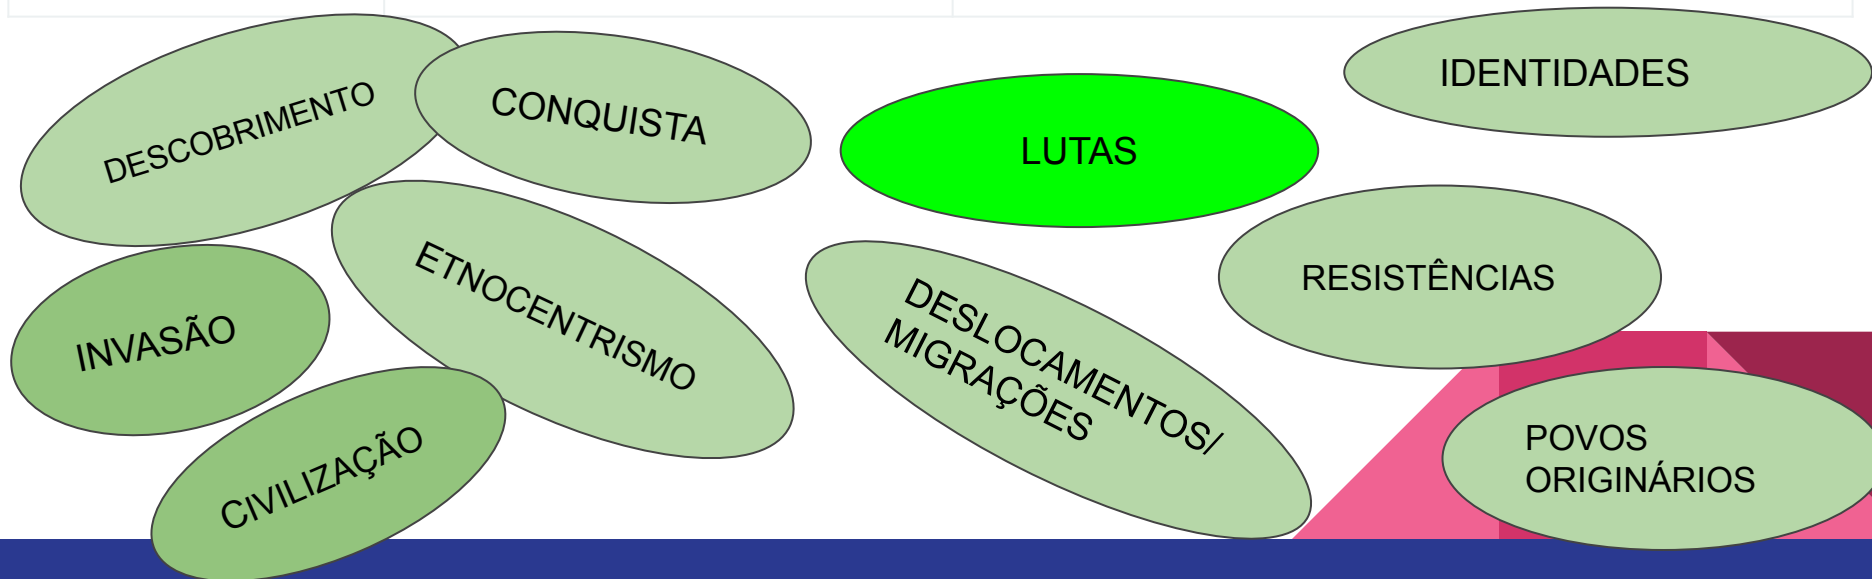 DESCOBRIMENTO
CONQUISTA
LUTAS
IDENTIDADES
INVASÃO
ETNOCENTRISMO
DESLOCAMENTOS/
MIGRAÇÕES
RESISTÊNCIAS
CIVILIZAÇÃO
POVOS
ORIGINÁRIOS